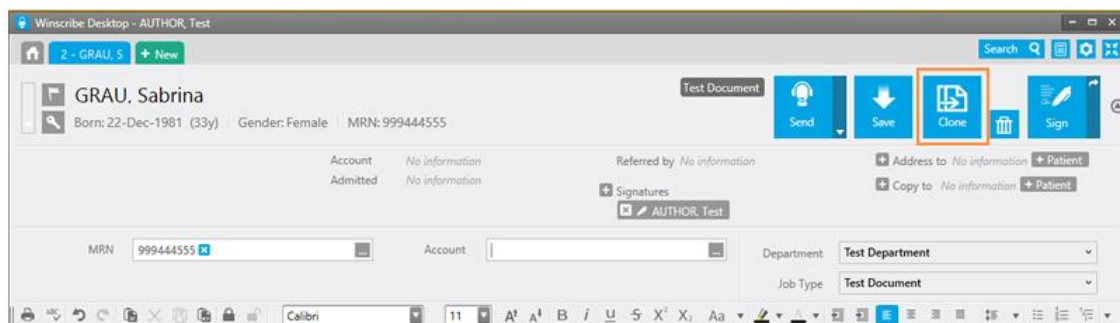 Winscribe Desktop - AUTHOR, Test
2 - GRAU, S + New Search
GRAU, Sabrina Test Document
Born: 22-Dec-1981 (33y) Gender: Female MRN: 999444555 Send Save Clone Sign
Account No information Referred by No information Address to No information + Patient
Admitted No information Signatures Copy to No information + Patient
AUTHOR, Test
MRN 999444555 Account Department Test Department
Job Type Test Document
ABC Calibri 11 A A B i U S X² X₂ Aa A